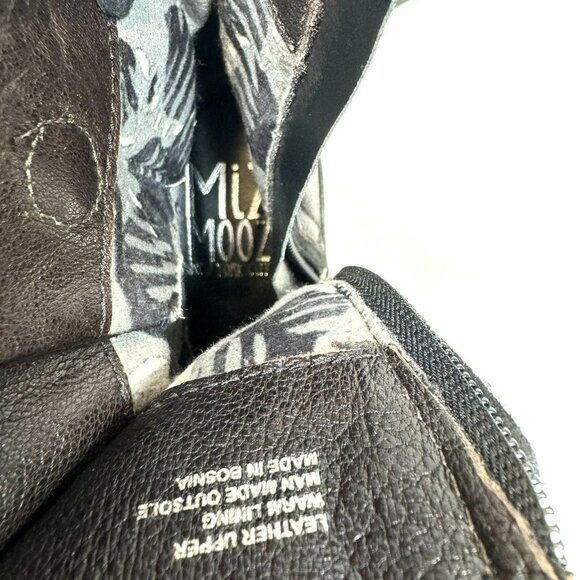 MiZ
MOOZ
LEATHER UPPER
WARM LINING
MAN MADE OUTSOLE
MADE IN BOSNIA